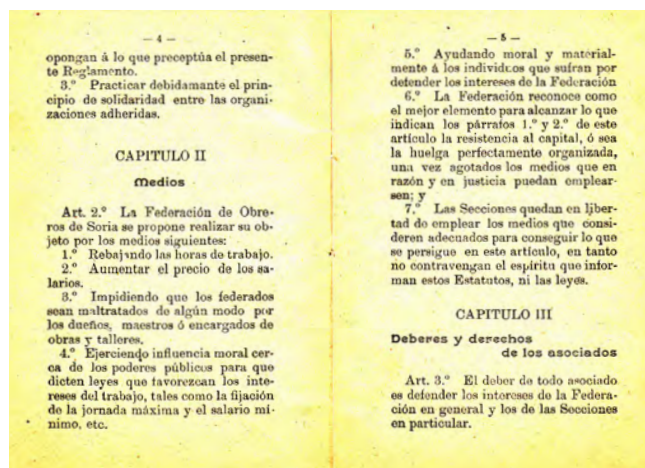 — 4 —
opongan á lo que preceptúa el presen-
te Reglamento.
3.º Practicar debidamante el prin-
cipio de solidaridad entre las organi-
zaciones adheridas.
CAPITULO II
Medios
Art. 2.º La Federación de Obre-
ros de Soria se propone realizar su ob-
jeto por los medios siguientes:
1.º Rebajando las horas de trabajo.
2.º Aumentar el precio de los sa-
larios.
3.º Impidiendo que los federados
sean maltratados de algún modo por
los dueños, maestros ó encargados de
obras y talleres.
4.º Ejerciendo influencia moral cer-
ca de los poderes públicos para que
dicten leyes que favorezcan los inte-
reses del trabajo, tales como la fijación
de la jornada máxima y el salario mí-
nimo, etc.
— 5 —
5.º Ayudando moral y material-
mente á los individuos que sufran por
defender los intereses de la Federación
6.º La Federación reconoce como
el mejor elemento para alcanzar lo que
indican los párrafos 1.º y 2.º de este
artículo la resistencia al capital, ó sea
la huelga perfectamente organizada,
una vez agotados los medios que en
razón y en justicia puedan emplear-
sen; y
7.º Las Secciones quedan en liber-
tad de emplear los medios que consi-
deren adecuados para conseguir lo que
se persigue en este artículo, en tanto
no contravengan el espíritu que infor-
man estos Estatutos, ni las leyes.
CAPITULO III
Deberes y derechos
de los asociados
Art. 3.º El deber de todo asociado
es defender los intereses de la Federa-
ción en general y los de las Secciones
en particular.